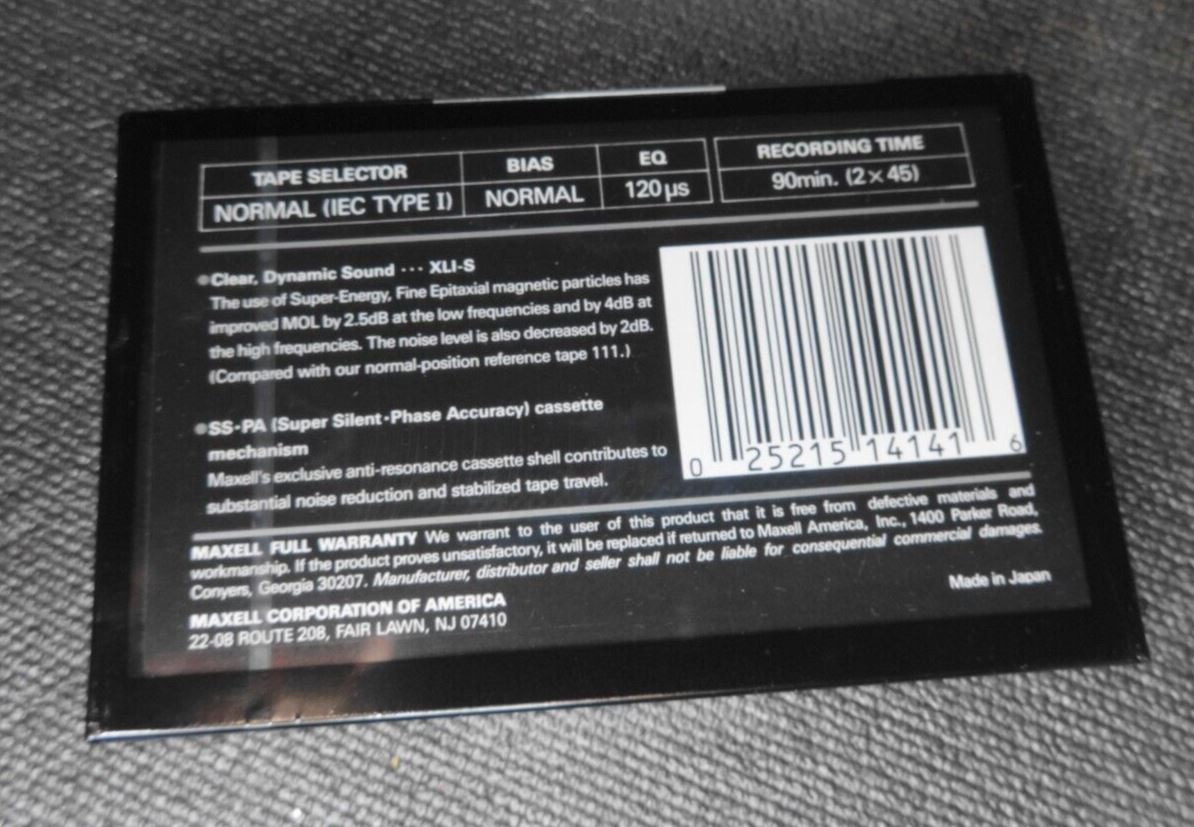 TAPE SELECTOR BIAS EQ RECORDING TIME
NORMAL (IEC TYPE I) NORMAL 120 μs 90min. (2 × 45)
•Clear, Dynamic Sound ··· XLI-S
The use of Super-Energy, Fine Epitaxial magnetic particles has
improved MOL by 2.5dB at the low frequencies and by 4dB at
the high frequencies. The noise level is also decreased by 2dB.
(Compared with our normal-position reference tape 111.)
•SS-PA (Super Silent·Phase Accuracy) cassette
mechanism
Maxell's exclusive anti-resonance cassette shell contributes to
substantial noise reduction and stabilized tape travel.
0 25215 14141 6
MAXELL FULL WARRANTY We warrant to the user of this product that it is free from defective materials and
workmanship. If the product proves unsatisfactory, it will be replaced if returned to Maxell America, Inc., 1400 Parker Road,
Conyers, Georgia 30207. Manufacturer, distributor and seller shall not be liable for consequential commercial damages.
MAXELL CORPORATION OF AMERICA
22-08 ROUTE 208, FAIR LAWN, NJ 07410
Made in Japan